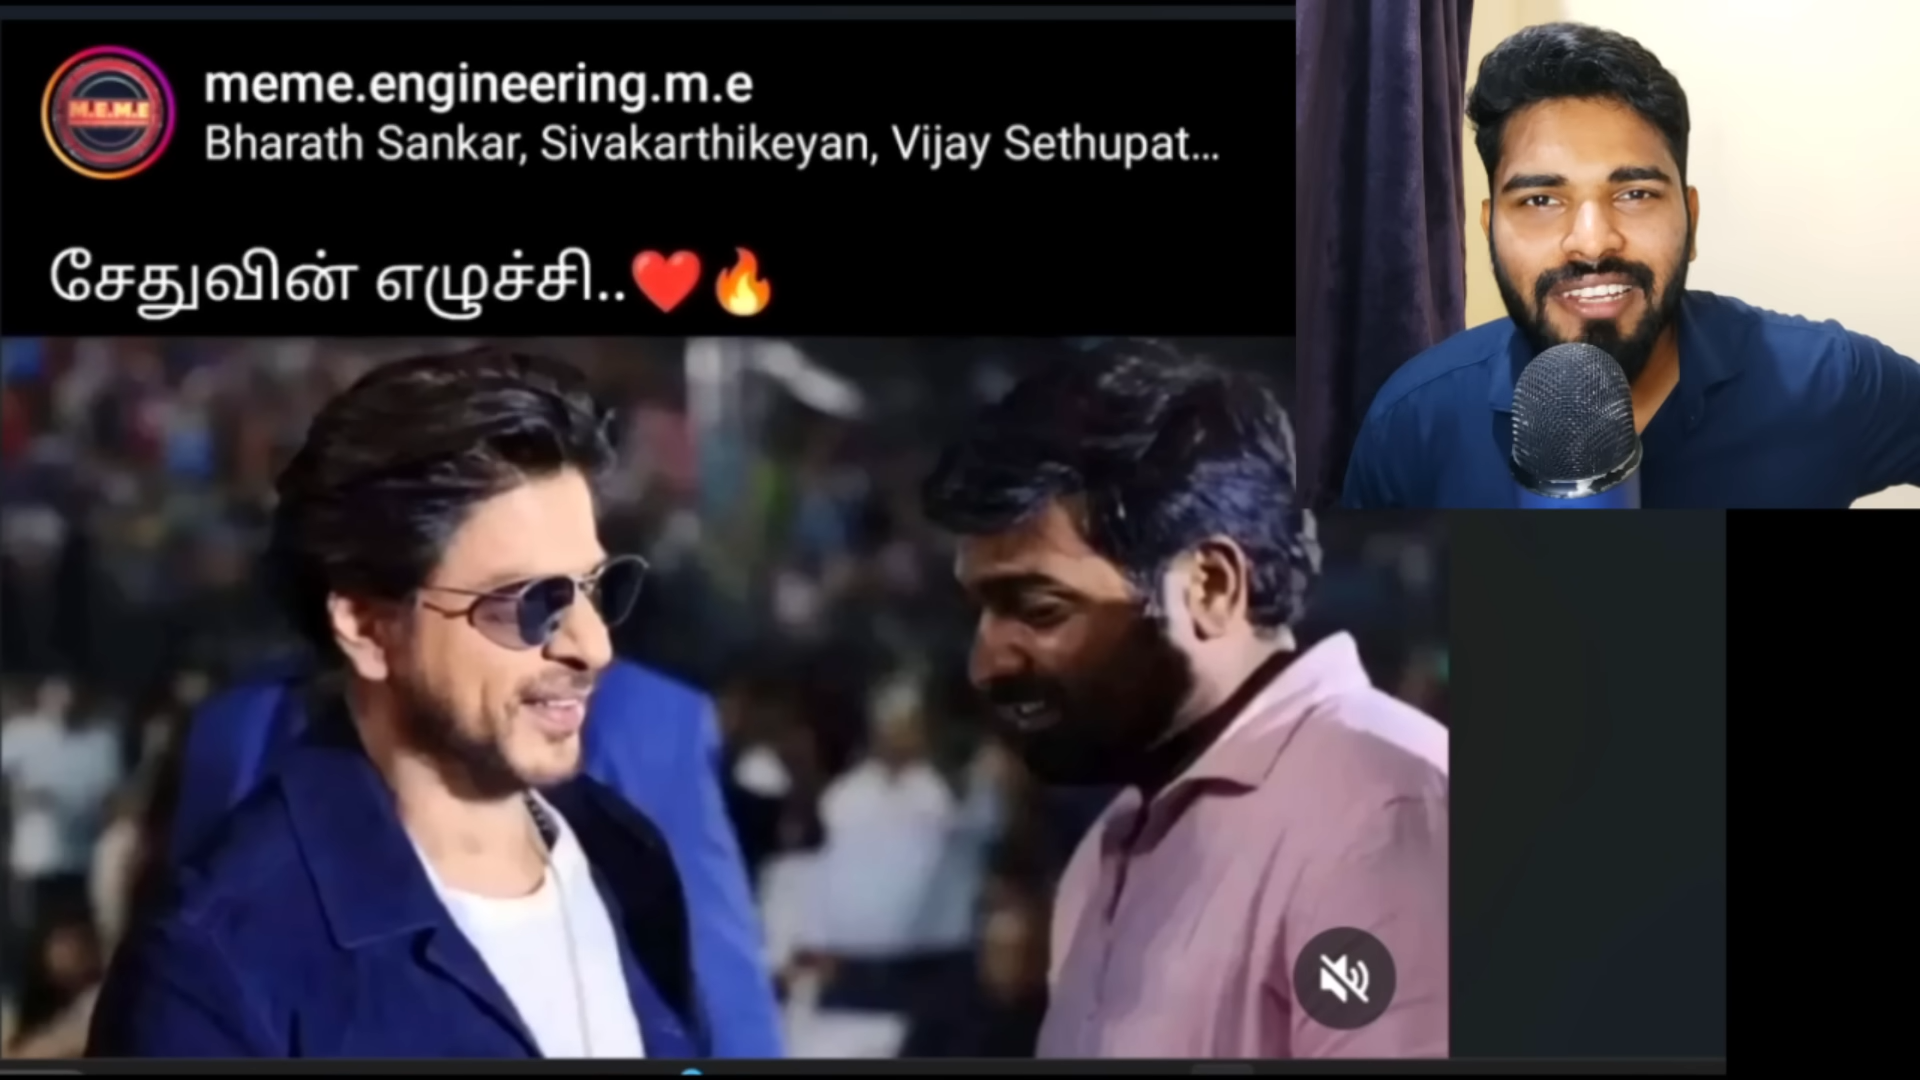 M.E.M.E
meme.engineering.m.e
Bharath Sankar, Sivakarthikeyan, Vijay Sethupat...
சேதுவின் எழுச்சி..❤️🔥